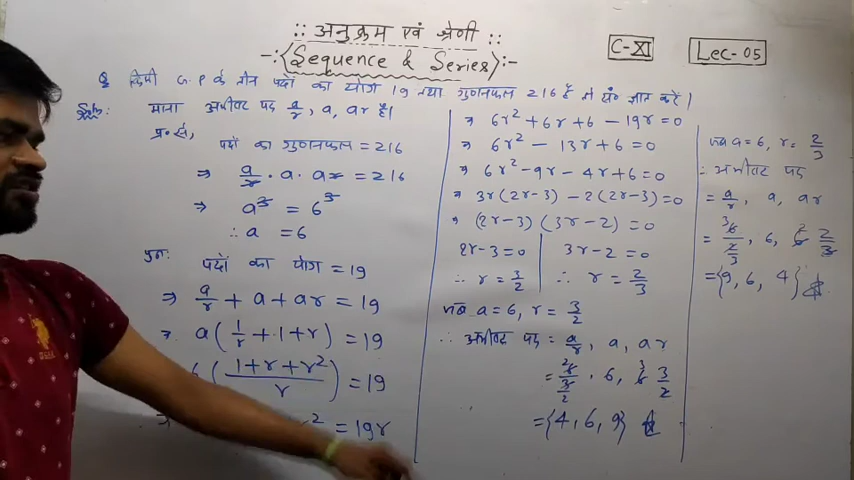 :: अनुक्रम एवं श्रेणी ::
-:{Sequence & Series}:-
C-XI
Lec-05
Q किसी G.P के तीन पदों का योग 19 तथा गुणनफल 216 है तो सं० ज्ञात करें।
Soln: माना अभीष्ट पद a/r, a, ar है।
प्र० से,
पदों का गुणनफल = 216
⇒ a/r · a · ar = 216
⇒ a³ = 6³
∴ a = 6
पुनः
पदों का योग = 19
⇒ a/r + a + ar = 19
⇒ a(1/r + 1 + r) = 19
6((1+r+r²)/r) = 19
r² = 19r
⇒ 6r² + 6r + 6 - 19r = 0
⇒ 6r² - 13r + 6 = 0
⇒ 6r² - 9r - 4r + 6 = 0
⇒ 3r(2r-3) - 2(2r-3) = 0
⇒ (2r-3) (3r-2) = 0
2r-3 = 0 | 3r-2 = 0
∴ r = 3/2 | ∴ r = 2/3
जब a = 6, r = 3/2
∴ अभीष्ट पद = a/r, a, ar
= 6/(3/2), 6, 6 3/2
= {4, 6, 9}
जब a = 6, r = 2/3
∴ अभीष्ट पद
= a/r, a, ar
= 6/(2/3), 6, 6 2/3
= {9, 6, 4}